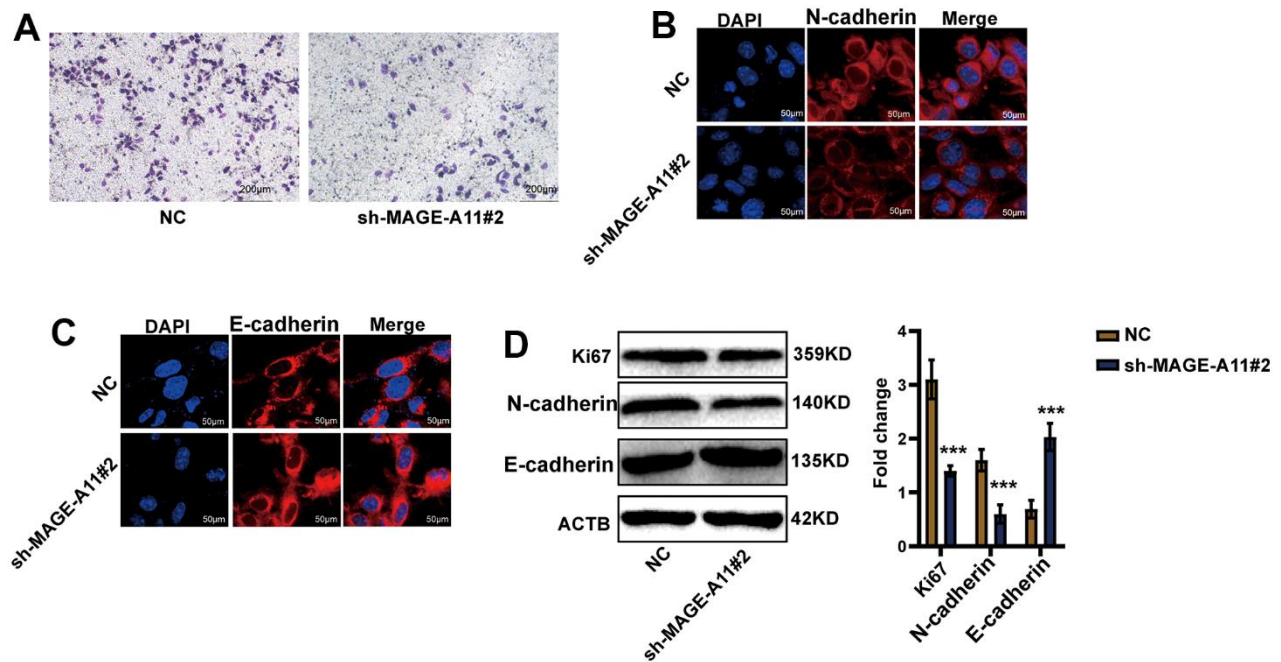 A
200µm
200µm
NC
sh-MAGE-A11#2
B
DAPI
N-cadherin
Merge
NC
50µm
50µm
50µm
sh-MAGE-A11#2
50µm
50µm
50µm
C
DAPI
E-cadherin
Merge
NC
50µm
50µm
50µm
sh-MAGE-A11#2
50µm
50µm
50µm
D
Ki67
359KD
N-cadherin
140KD
E-cadherin
135KD
ACTB
42KD
NC
sh-MAGE-A11#2
Fold change
4
3
2
1
0
***
***
***
Ki67
N-cadherin
E-cadherin
NC
sh-MAGE-A11#2